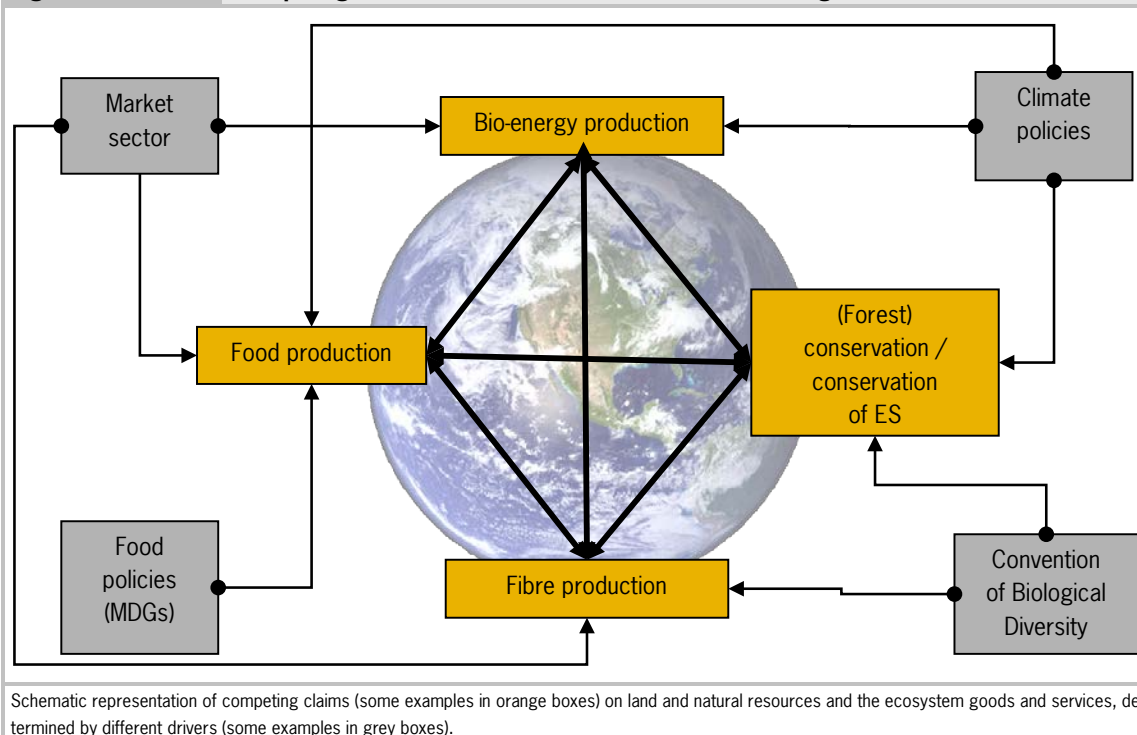 Market
sector
Bio-energy production
Climate
policies
Food production
(Forest)
conservation /
conservation
of ES
Food
policies
(MDGs)
Fibre production
Convention
of Biological
Diversity
Schematic representation of competing claims (some examples in orange boxes) on land and natural resources and the ecosystem goods and services, de
termined by different drivers (some examples in grey boxes).